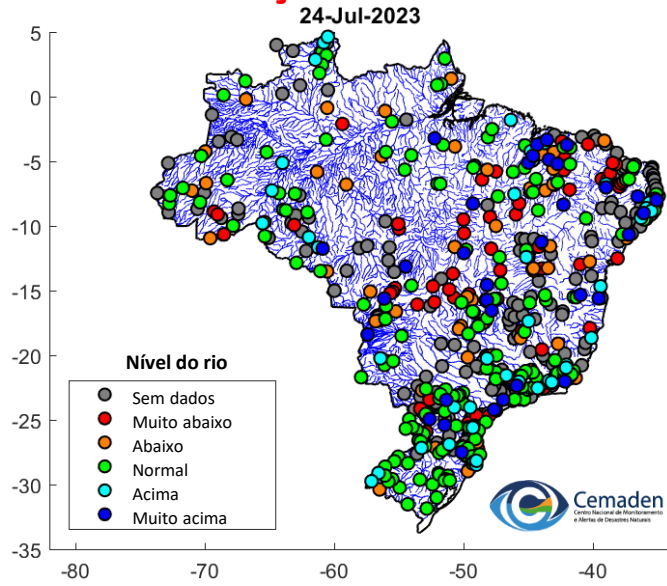 24-Jul-2023
5
0
-5
-10
-15
-20
-25
-30
-35
Nível do rio
Sem dados
Muito abaixo
Abaixo
Normal
Acima
Muito acima
Cemaden
Centro Nacional de Monitoramento
e Alertas de Desastres Naturais
-80
-70
-60
-50
-40